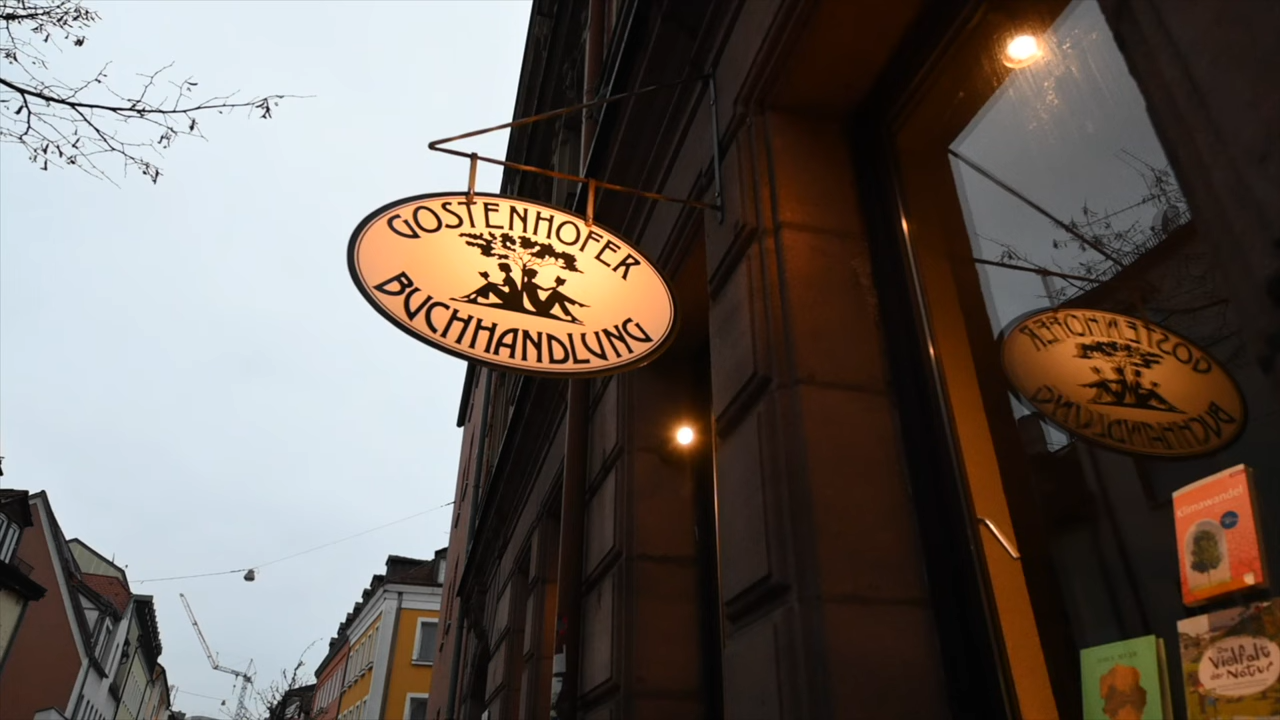 GOSTENHOFER
BUCHHANDLUNG
GOSTENHOFER
BUCHHANDLUNG
Klimawandel
Die
Vielfalt
der Natur